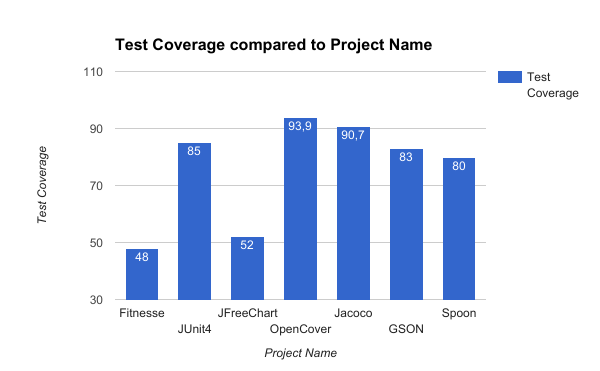 Test Coverage compared to Project Name
110
90
70
50
30
Test Coverage
48
85
52
93,9
90,7
83
80
Fitnesse
JUnit4
JFreeChart
OpenCover
Jacoco
GSON
Spoon
Project Name
Test
Coverage